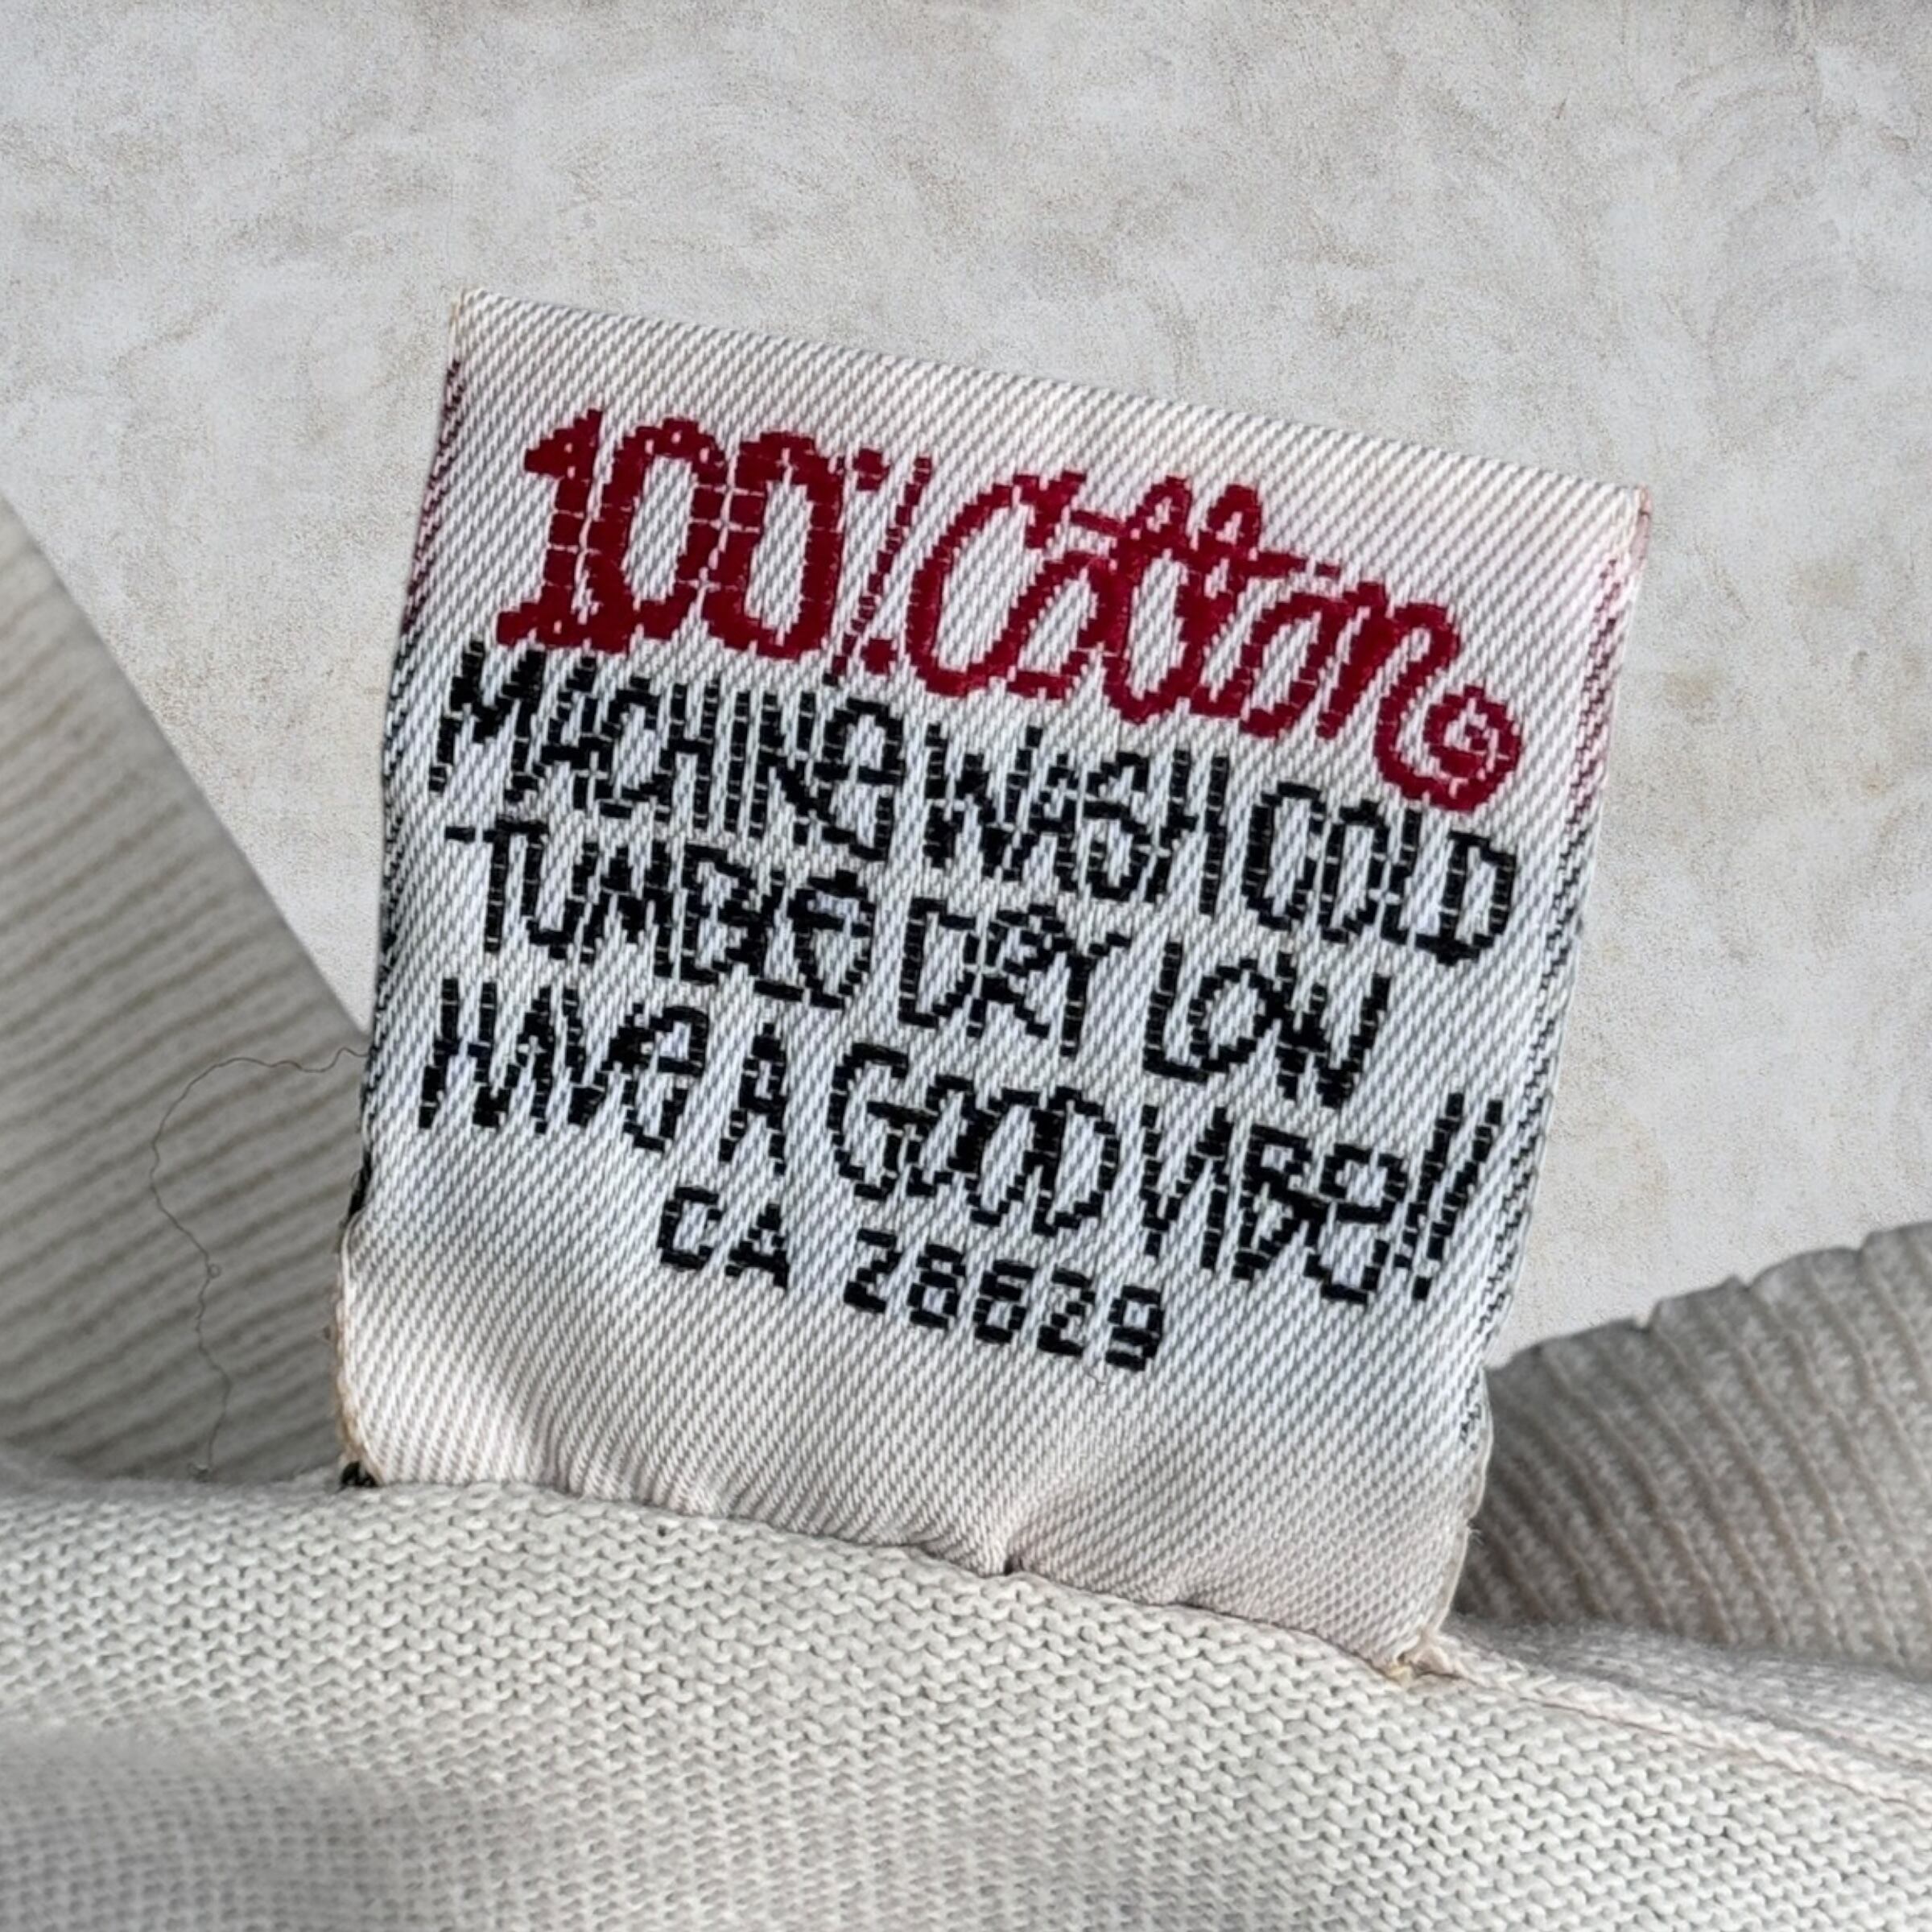 100% Cotton
MACHINE WASH COLD
TUMBLE DRY LOW
HAVE A GOOD VIBE!!
CA 28629